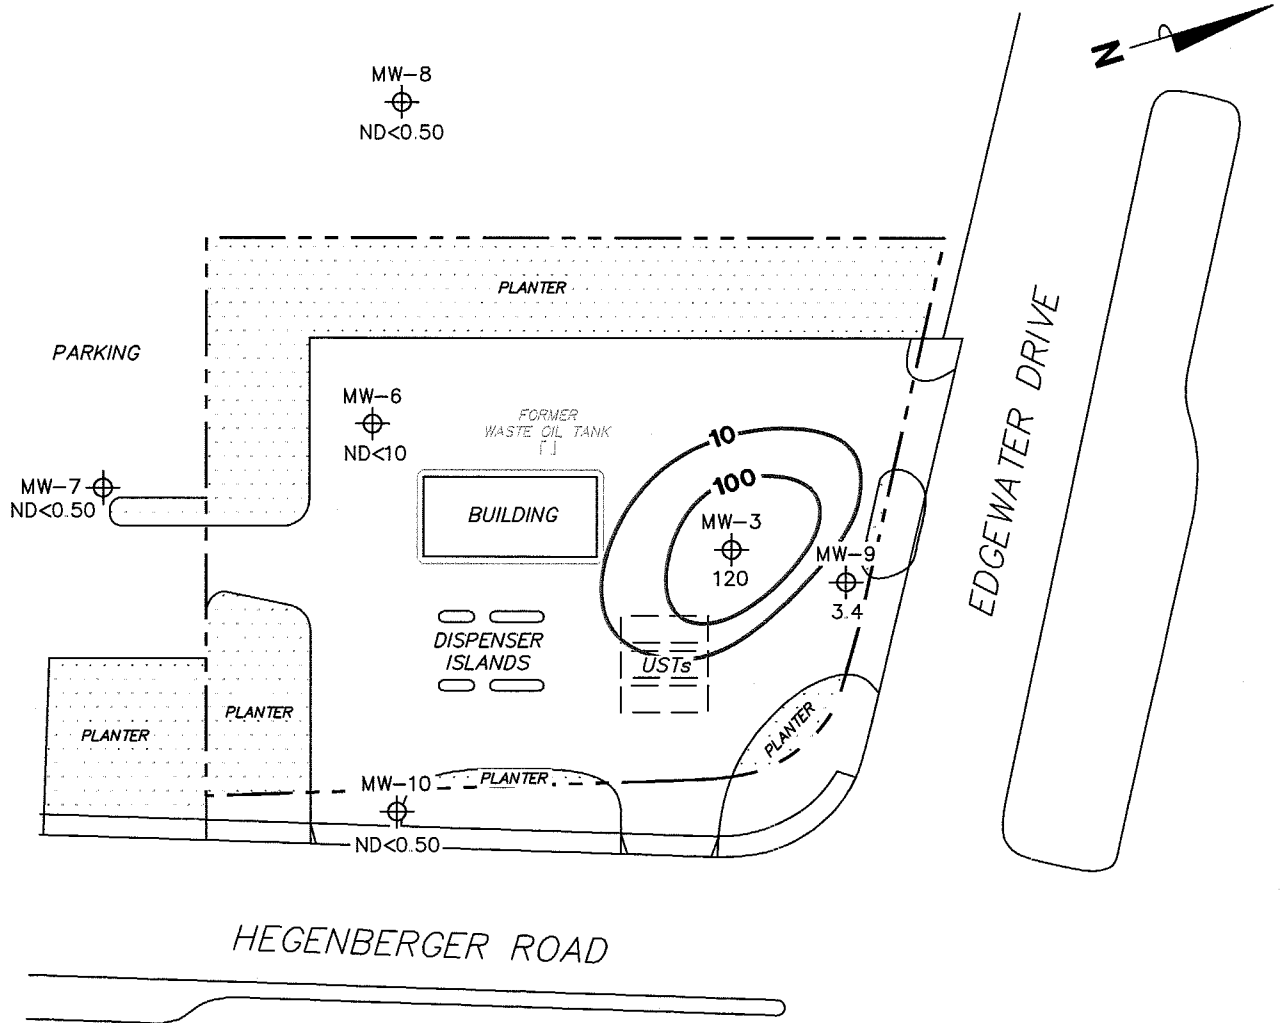 N
MW-8
ND<0.50
PLANTER
PARKING
MW-6
ND<10
FORMER
WASTE OIL TANK
10
100
MW-7
ND<0.50
BUILDING
MW-3
120
MW-9
3.4
EDGEWATER DRIVE
DISPENSER
ISLANDS
USTs
PLANTER
PLANTER
PLANTER
PLANTER
MW-10
ND<0.50
HEGENBERGER ROAD